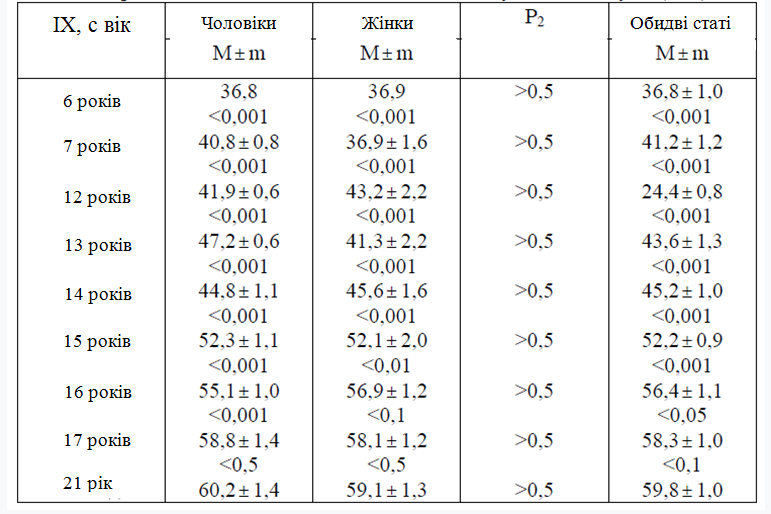 IX, с вік Чоловіки Жінки P₂ Обидві статі
M ± m M ± m M ± m
6 років 36,8 36,9 >0,5 36,8 ± 1,0
<0,001 <0,001 <0,001
7 років 40,8 ± 0,8 36,9 ± 1,6 >0,5 41,2 ± 1,2
<0,001 <0,001 <0,001
12 років 41,9 ± 0,6 43,2 ± 2,2 >0,5 24,4 ± 0,8
<0,001 <0,001 <0,001
13 років 47,2 ± 0,6 41,3 ± 2,2 >0,5 43,6 ± 1,3
<0,001 <0,001 <0,001
14 років 44,8 ± 1,1 45,6 ± 1,6 >0,5 45,2 ± 1,0
<0,001 <0,001 <0,001
15 років 52,3 ± 1,1 52,1 ± 2,0 >0,5 52,2 ± 0,9
<0,001 <0,01 <0,001
16 років 55,1 ± 1,0 56,9 ± 1,2 >0,5 56,4 ± 1,1
<0,001 <0,1 <0,05
17 років 58,8 ± 1,4 58,1 ± 1,2 >0,5 58,3 ± 1,0
<0,5 <0,5 <0,1
21 рік 60,2 ± 1,4 59,1 ± 1,3 >0,5 59,8 ± 1,0